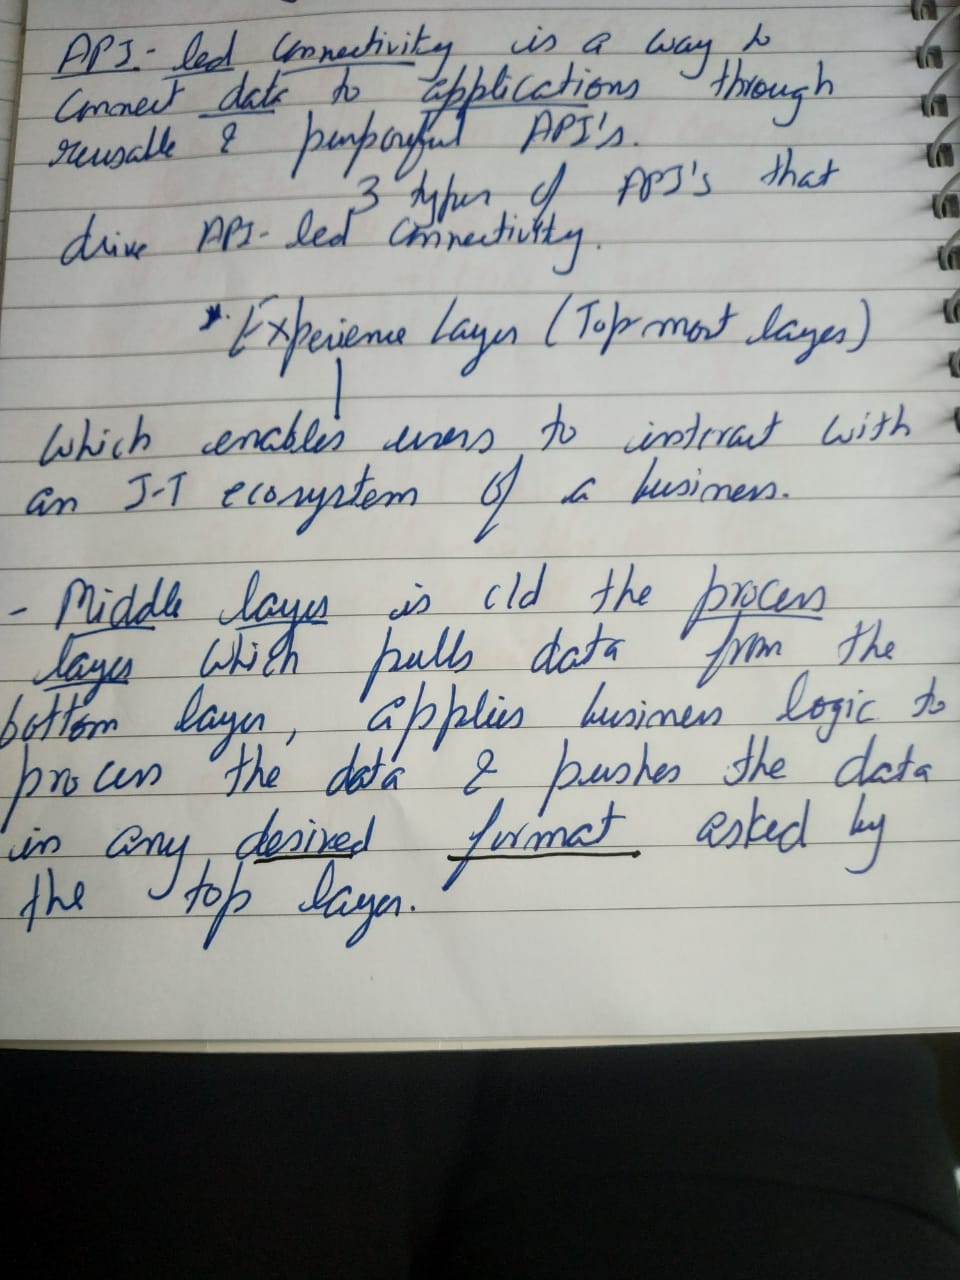 API-led Connectivity is a way to
Connect data to applications through
reusable & purposeful API's.
3 types of API's that
drive API-led Connectivity.
* Experience Layer (Top most layer)
Which enables users to interact with
an I-T ecosystem of a business.
- Middle layer is cld the process
layer which pulls data from the
bottom layer, applies business logic to
process the data & pushes the data
in any desired format asked by
the top layer.